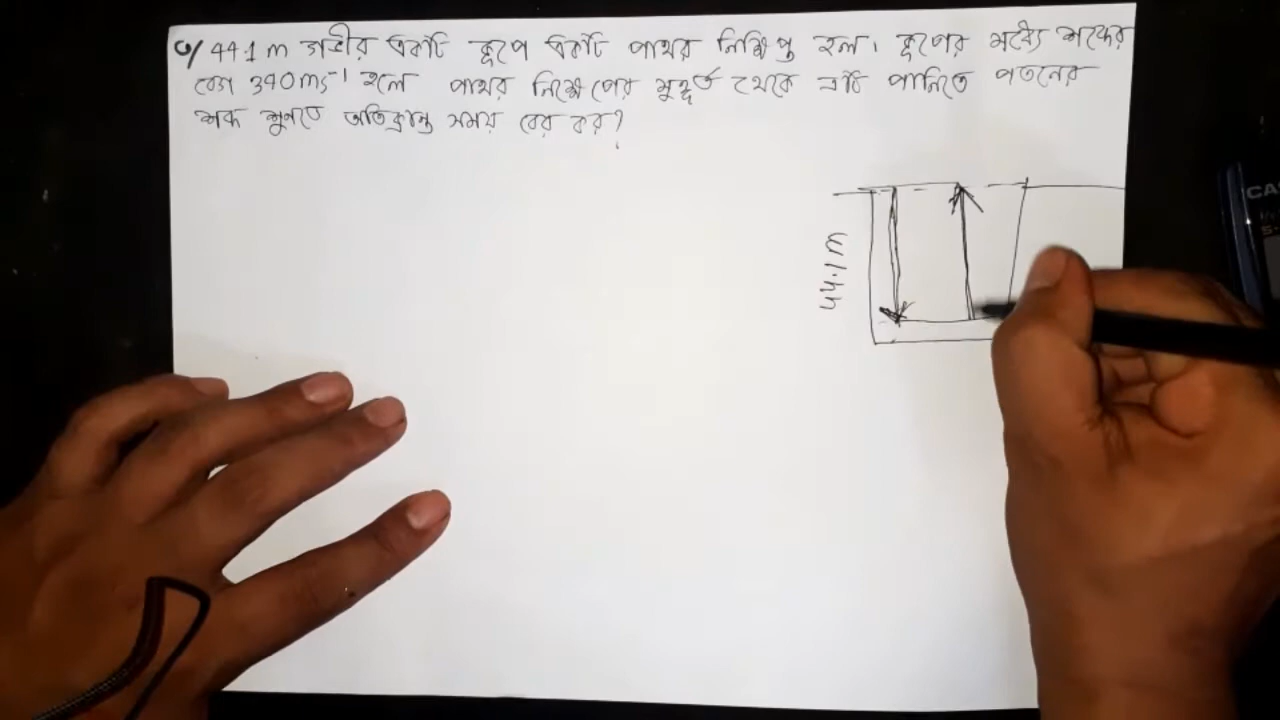 ৩/ 44.1 m গভীর একটি কূপে একটি পাথর নিক্ষিপ্ত হল। কূপের মধ্যে শব্দের
বেগ 340 ms⁻¹ হলে পাথর নিক্ষেপের মুহূর্ত থেকে এটি পানিতে পতনের
শব্দ শুনতে অতিক্রান্ত সময় বের কর?
44.1 m
CA